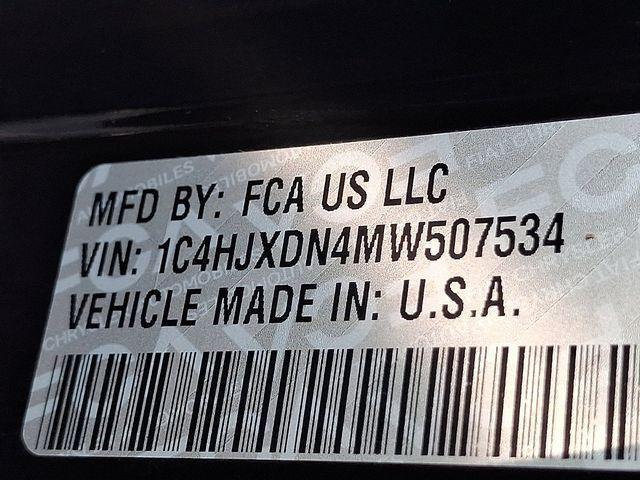 MFD BY: FCA US LLC
VIN: 1C4HJXDN4MW507534
VEHICLE MADE IN: U.S.A.